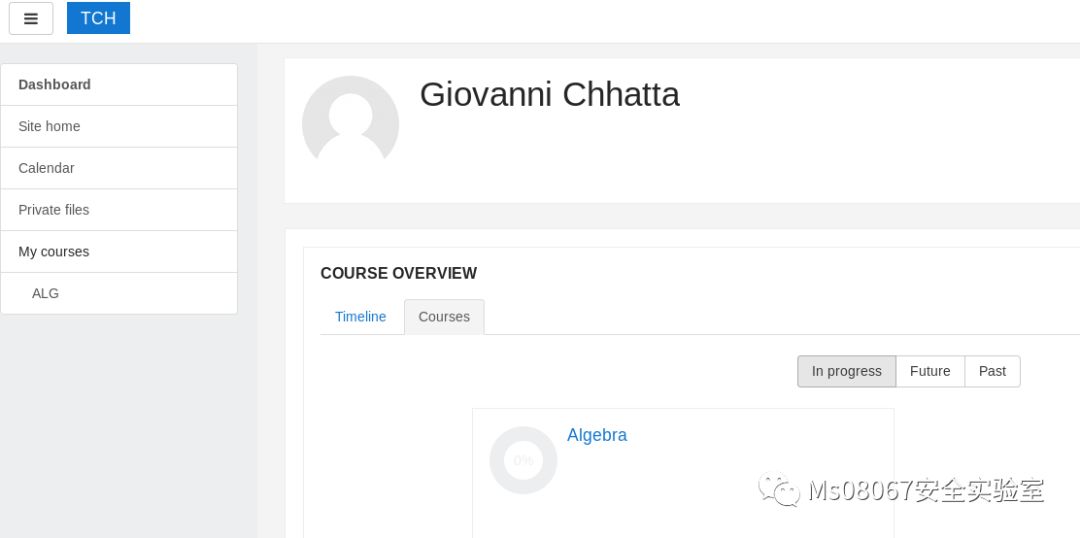 TCH
Dashboard
Site home
Calendar
Private files
My courses
ALG
Giovanni Chhatta
COURSE OVERVIEW
Timeline
Courses
In progress
Future
Past
0%
Algebra
Ms08067安全实验室